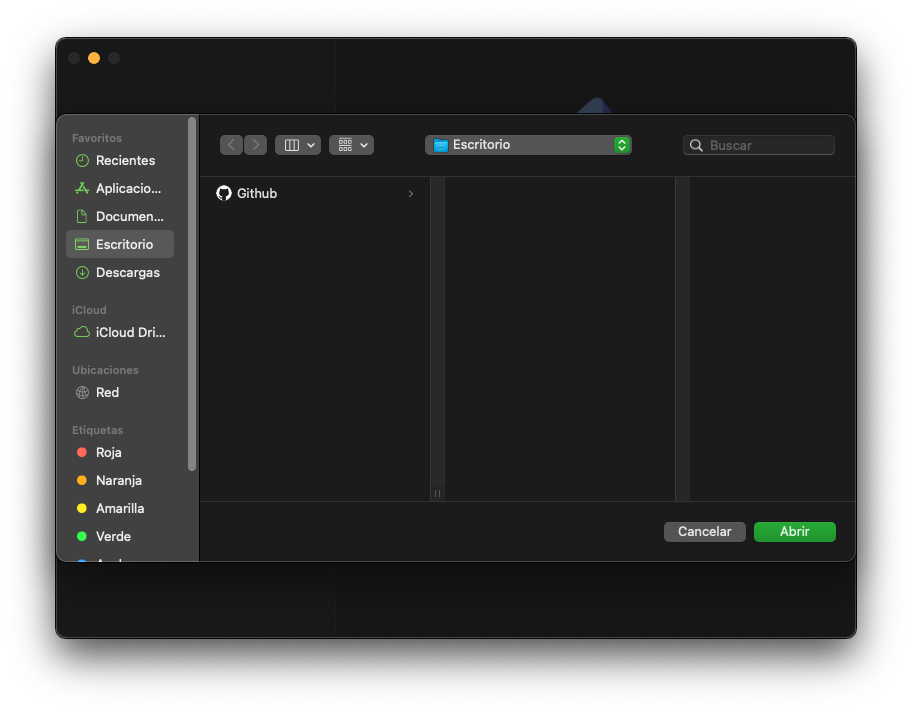 Favoritos
Recientes
Aplicacio...
Documen...
Escritorio
Descargas
iCloud
iCloud Dri...
Ubicaciones
Red
Etiquetas
Roja
Naranja
Amarilla
Verde
Escritorio
Buscar
Github
Cancelar
Abrir